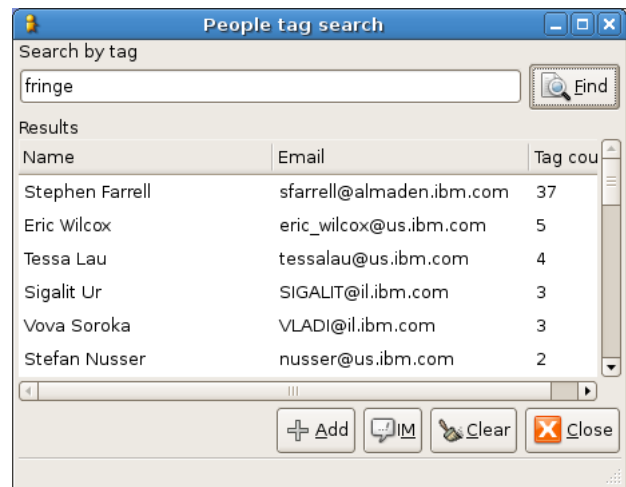 People tag search
Search by tag
fringe
Find
Results
Name Email Tag cou
Stephen Farrell sfarrell@almaden.ibm.com 37
Eric Wilcox eric_wilcox@us.ibm.com 5
Tessa Lau tessalau@us.ibm.com 4
Sigalit Ur SIGALIT@il.ibm.com 3
Vova Soroka VLADI@il.ibm.com 3
Stefan Nusser nusser@us.ibm.com 2
Add IM Clear Close